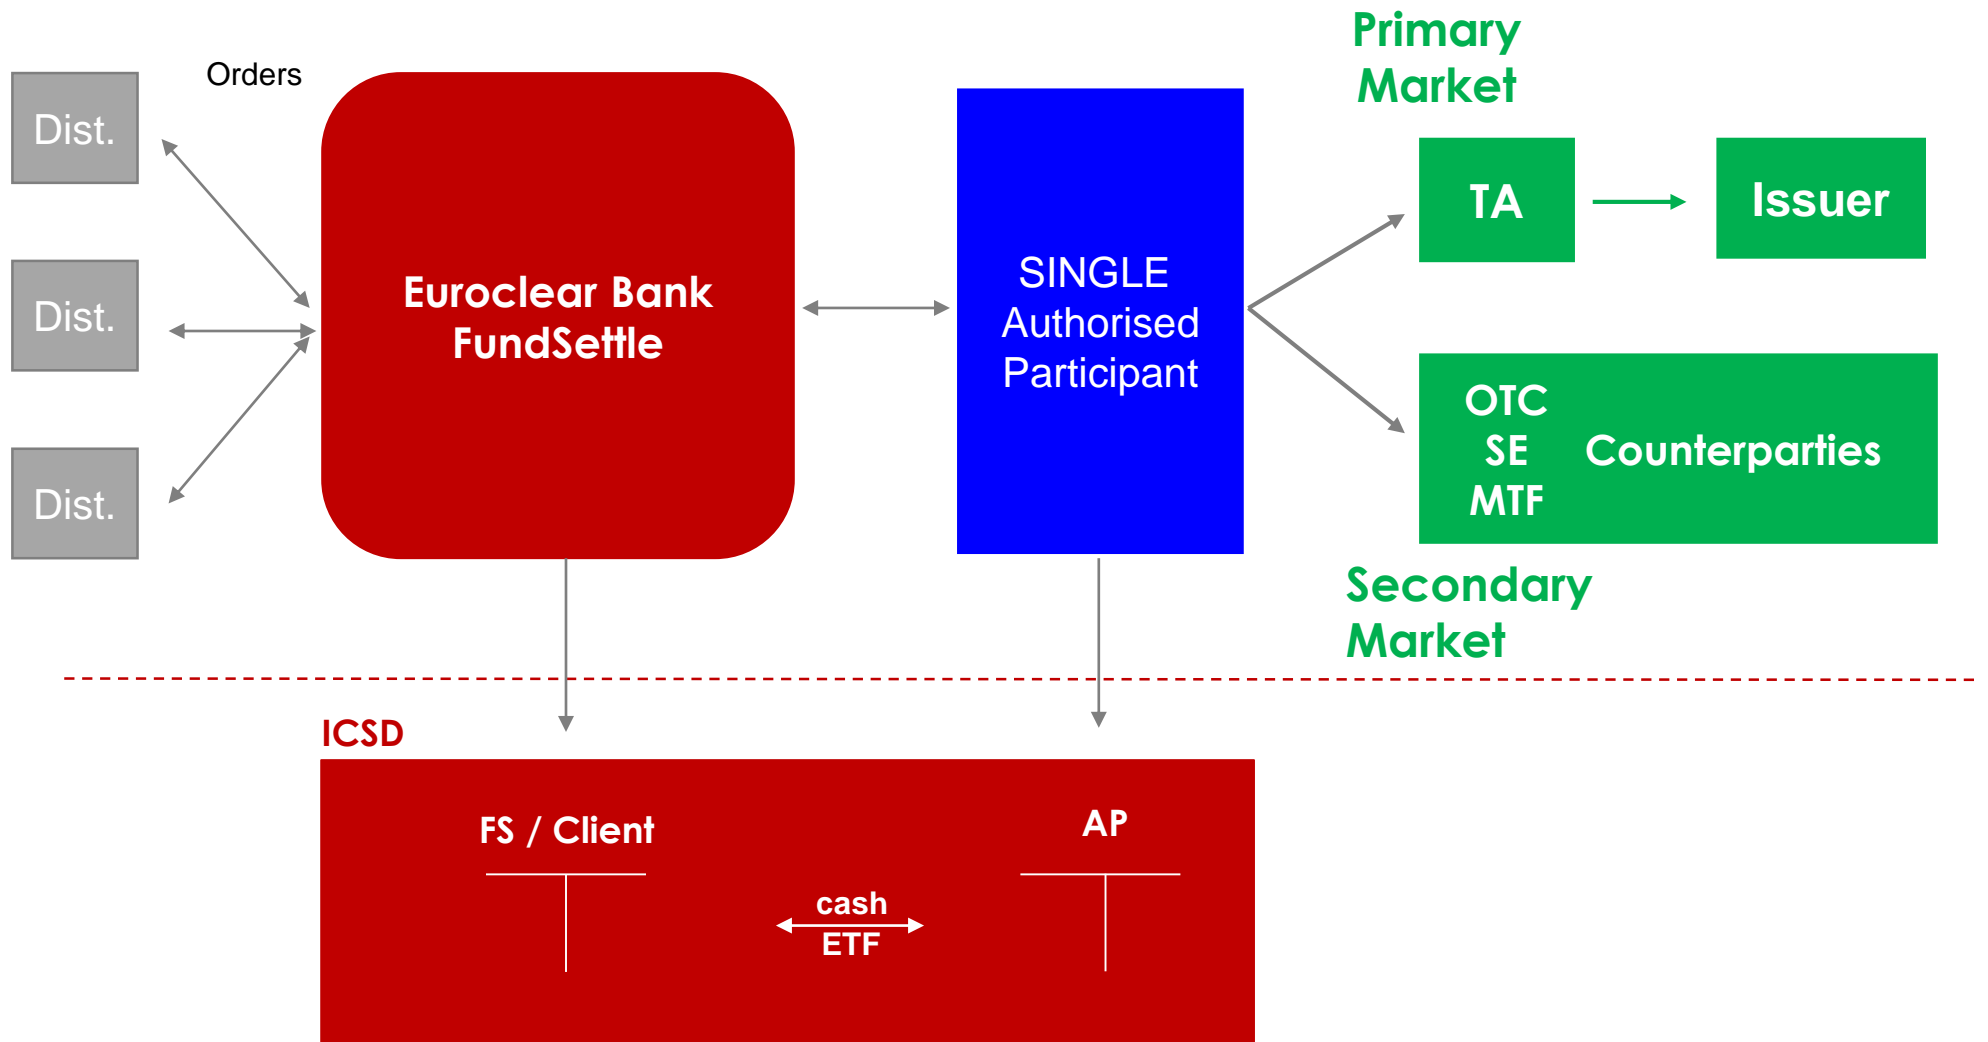 Orders
Dist.
Dist.
Dist.
Euroclear Bank
FundSettle
SINGLE
Authorised
Participant
Primary
Market
TA
Issuer
OTC
SE
MTF
Counterparties
Secondary
Market
ICSD
FS / Client
AP
cash
ETF